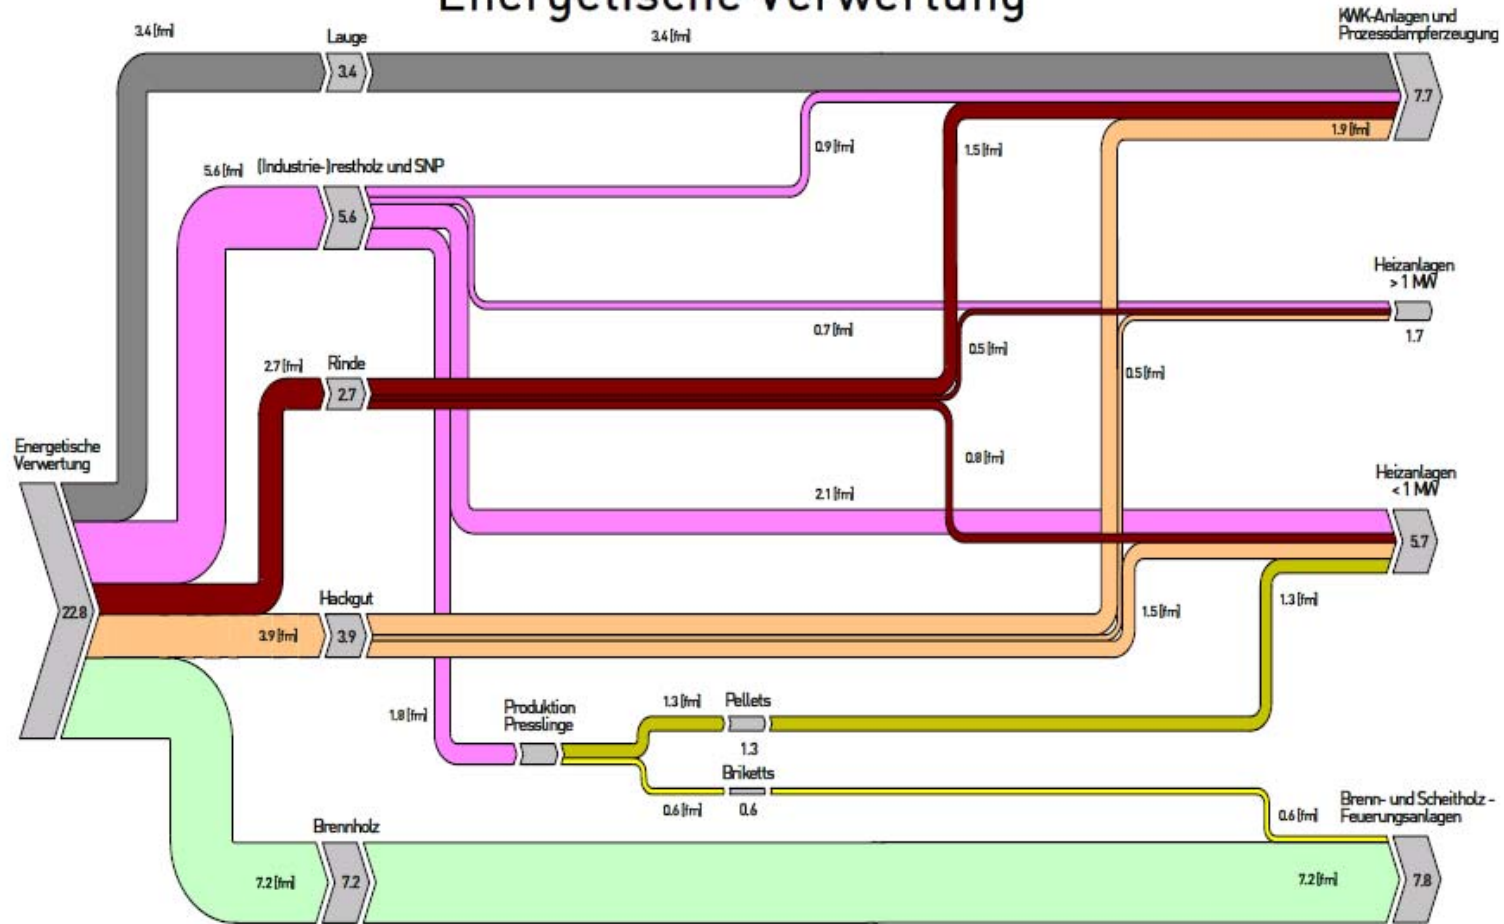 Energetische Verwertung
3.4 [fm]
Lauge
3.4
3.4 [fm]
KWK-Anlagen und
Prozessdampferzeugung
7.7
0.9 [fm]
1.5 [fm]
1.9 [fm]
5.6 [fm]
(Industrie-)restholz und SNP
5.6
Heizanlagen
> 1 MW
1.7
0.7 [fm]
0.5 [fm]
0.5 [fm]
2.7 [fm]
Rinde
2.7
Energetische
Verwertung
22.8
0.8 [fm]
2.1 [fm]
Heizanlagen
< 1 MW
5.7
Hackgut
3.9 [fm]
3.9
1.5 [fm]
1.3 [fm]
1.8 [fm]
Produktion
Presslinge
1.3 [fm]
Pellets
1.3
Briketts
0.6 [fm]
0.6
0.6 [fm]
Brenn- und Scheitholz -
Feuerungsanlagen
7.8
Brennholz
7.2 [fm]
7.2
7.2 [fm]